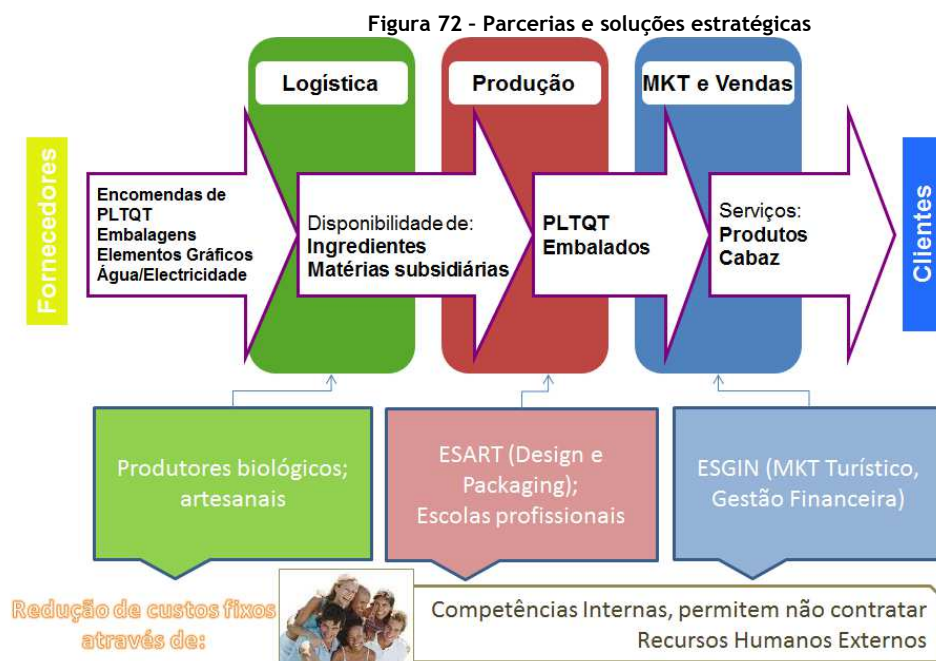 Figura 72 – Parcerias e soluções estratégicas
Logística
Produção
MKT e Vendas
Fornecedores
Encomendas de
PLTQT
Embalagens
Elementos Gráficos
Água/Electricidade
Disponibilidade de:
Ingredientes
Matérias subsidiárias
PLTQT
Embalados
Serviços:
Produtos
Cabaz
Clientes
Produtores biológicos;
artesanais
ESART (Design e
Packaging);
Escolas profissionais
ESGIN (MKT Turístico,
Gestão Financeira)
Redução de custos fixos
através de:
Competências Internas, permitem não contratar
Recursos Humanos Externos